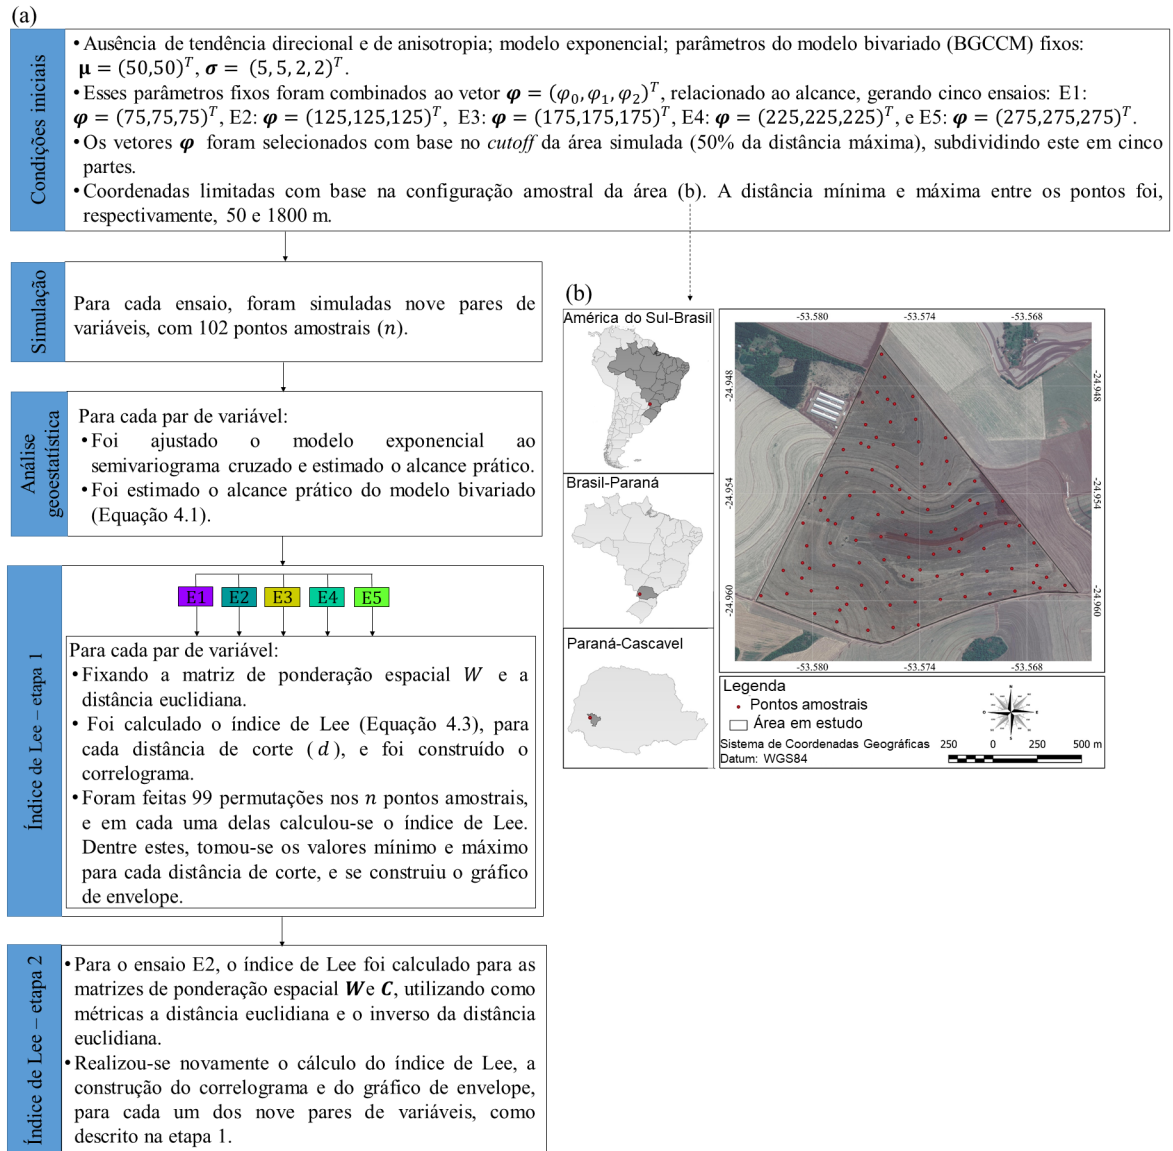 (a)
Condições iniciais
• Ausência de tendência direcional e de anisotropia; modelo exponencial; parâmetros do modelo bivariado (BGCCM) fixos:
μ = (50,50)^T, σ = (5, 5, 2, 2)^T.
• Esses parâmetros fixos foram combinados ao vetor φ = (φ₀, φ₁, φ₂)^T, relacionado ao alcance, gerando cinco ensaios: E1:
φ = (75,75,75)^T, E2: φ = (125,125,125)^T, E3: φ = (175,175,175)^T, E4: φ = (225,225,225)^T, e E5: φ = (275,275,275)^T.
• Os vetores φ foram selecionados com base no cutoff da área simulada (50% da distância máxima), subdividindo este em cinco
partes.
• Coordenadas limitadas com base na configuração amostral da área (b). A distância mínima e máxima entre os pontos foi,
respectivamente, 50 e 1800 m.
Simulação
Para cada ensaio, foram simuladas nove pares de
variáveis, com 102 pontos amostrais (n).
Análise
geoestatística
Para cada par de variável:
• Foi ajustado o modelo exponencial ao
semivariograma cruzado e estimado o alcance prático.
• Foi estimado o alcance prático do modelo bivariado
(Equação 4.1).
Índice de Lee – etapa 1
E1 E2 E3 E4 E5
Para cada par de variável:
• Fixando a matriz de ponderação espacial W e a
distância euclidiana.
• Foi calculado o índice de Lee (Equação 4.3), para
cada distância de corte (d), e foi construído o
correlograma.
• Foram feitas 99 permutações nos n pontos amostrais,
e em cada uma delas calculou-se o índice de Lee.
Dentre estes, tomou-se os valores mínimo e máximo
para cada distância de corte, e se construiu o gráfico
de envelope.
Índice de Lee – etapa 2
• Para o ensaio E2, o índice de Lee foi calculado para as
matrizes de ponderação espacial We C, utilizando como
métricas a distância euclidiana e o inverso da distância
euclidiana.
• Realizou-se novamente o cálculo do índice de Lee, a
construção do correlograma e do gráfico de envelope,
para cada um dos nove pares de variáveis, como
descrito na etapa 1.
(b)
América do Sul-Brasil
Brasil-Paraná
Paraná-Cascavel
-53.580 -53.574 -53.568
-24.948 -24.948
-24.954 -24.954
-24.960 -24.960
-53.580 -53.574 -53.568
Legenda
Pontos amostrais
Área em estudo
Sistema de Coordenadas Geográficas
Datum: WGS84
250 0 250 500 m